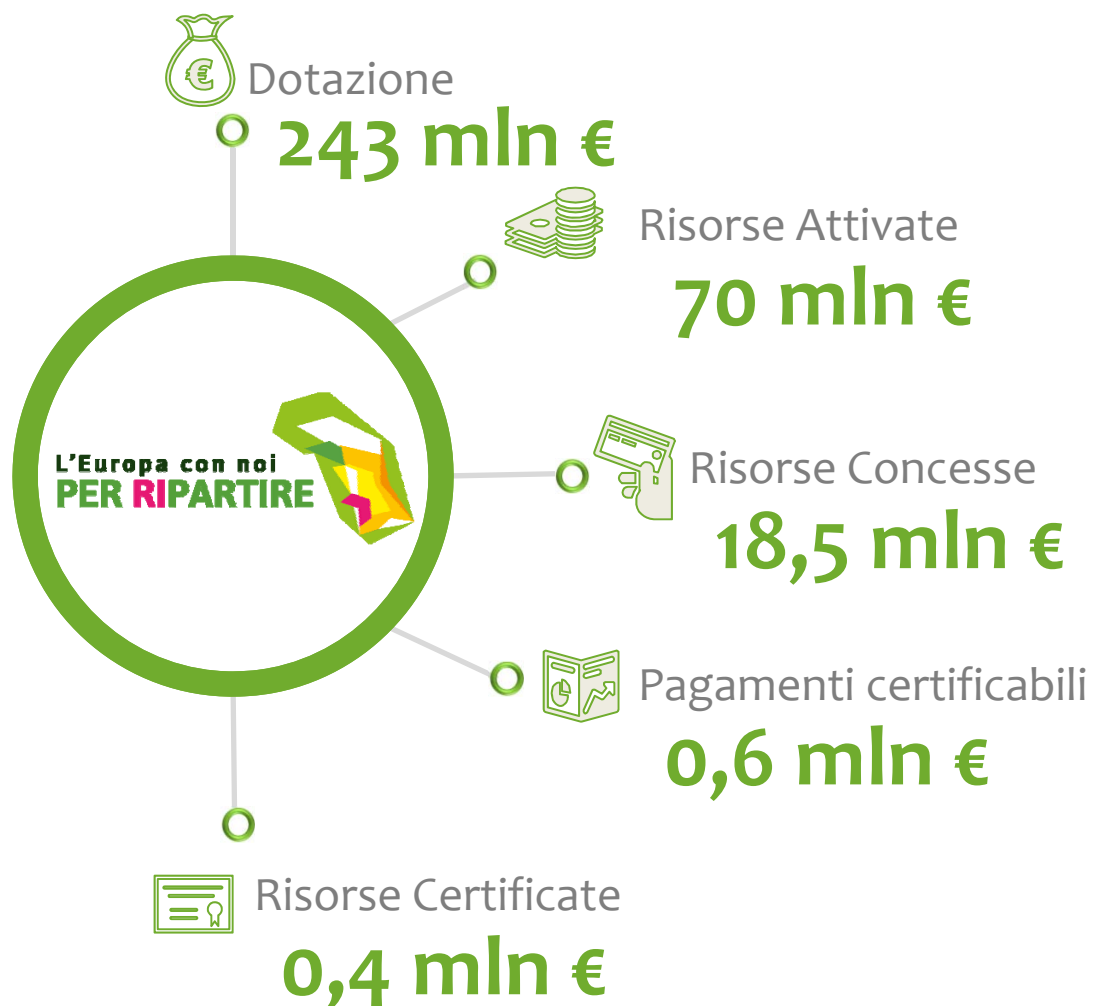 Dotazione
243 mln €
Risorse Attivate
70 mln €
L'Europa con noi
PER RIPARTIRE
Risorse Concesse
18,5 mln €
Pagamenti certificabili
0,6 mln €
Risorse Certificate
0,4 mln €